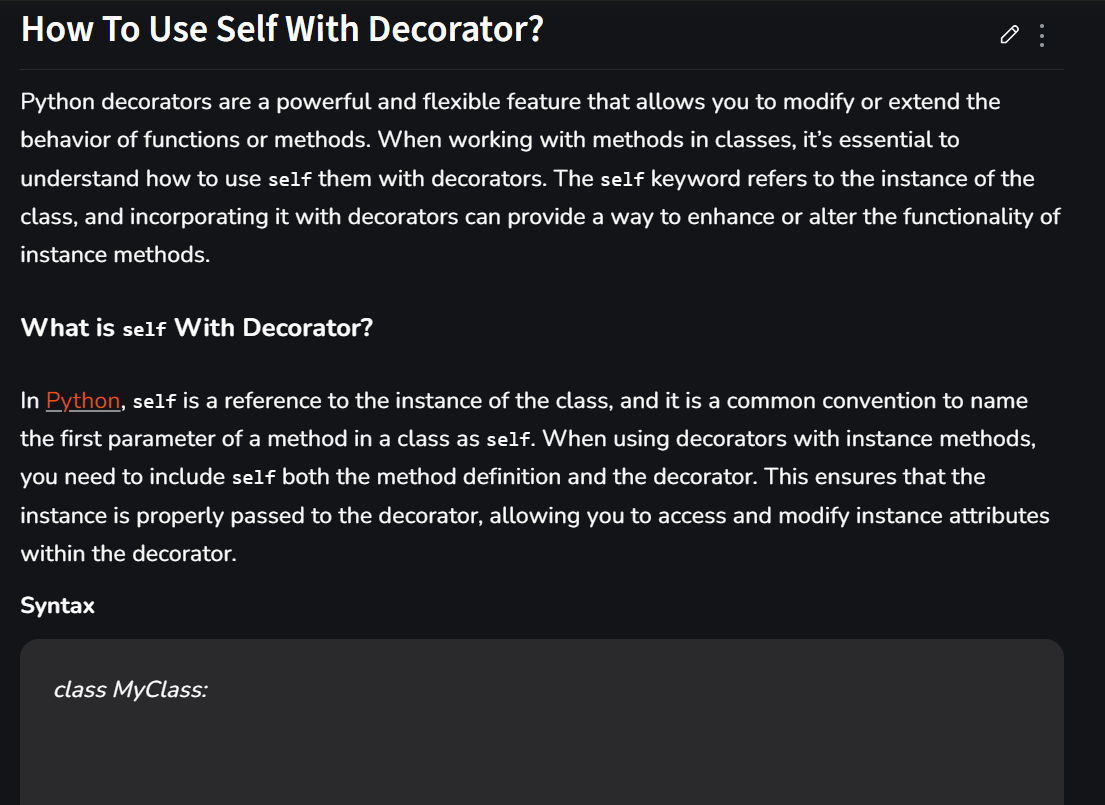 How To Use Self With Decorator?
Python decorators are a powerful and flexible feature that allows you to modify or extend the
behavior of functions or methods. When working with methods in classes, it’s essential to
understand how to use self them with decorators. The self keyword refers to the instance of the
class, and incorporating it with decorators can provide a way to enhance or alter the functionality of
instance methods.
What is self With Decorator?
In Python, self is a reference to the instance of the class, and it is a common convention to name
the first parameter of a method in a class as self. When using decorators with instance methods,
you need to include self both the method definition and the decorator. This ensures that the
instance is properly passed to the decorator, allowing you to access and modify instance attributes
within the decorator.
Syntax
class MyClass: